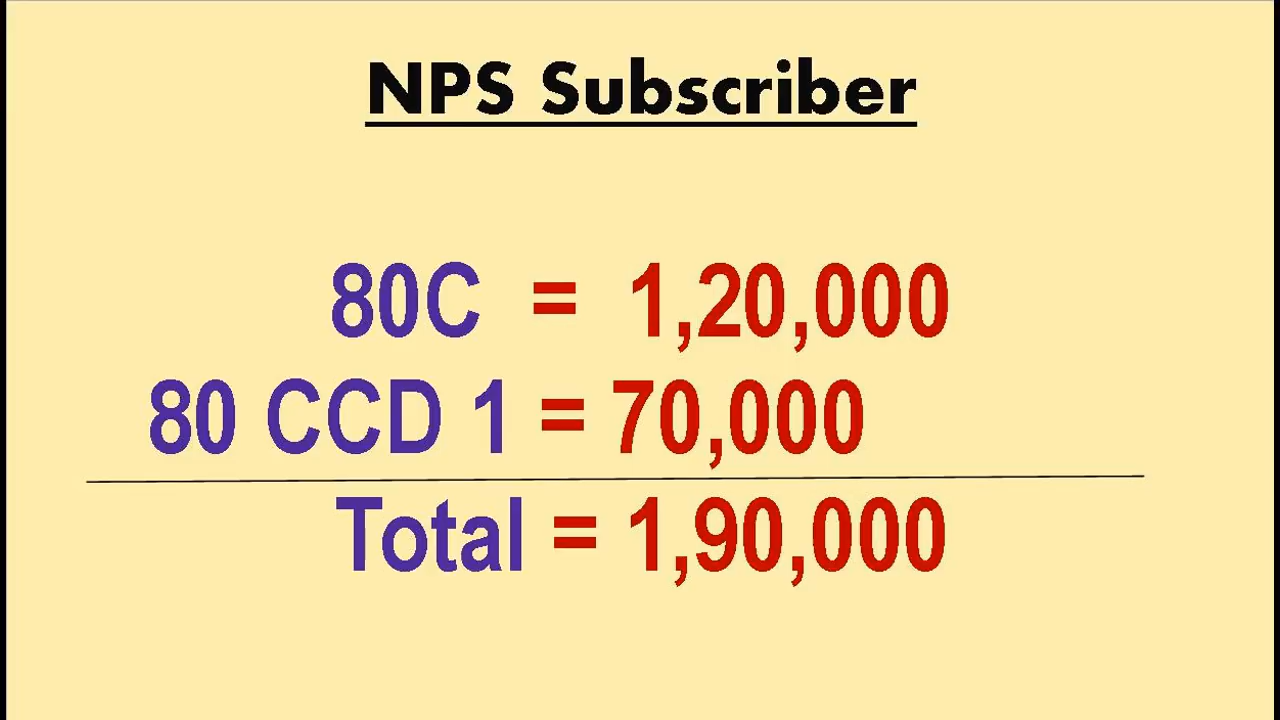 NPS Subscriber
80C = 1,20,000
80 CCD 1 = 70,000
Total = 1,90,000